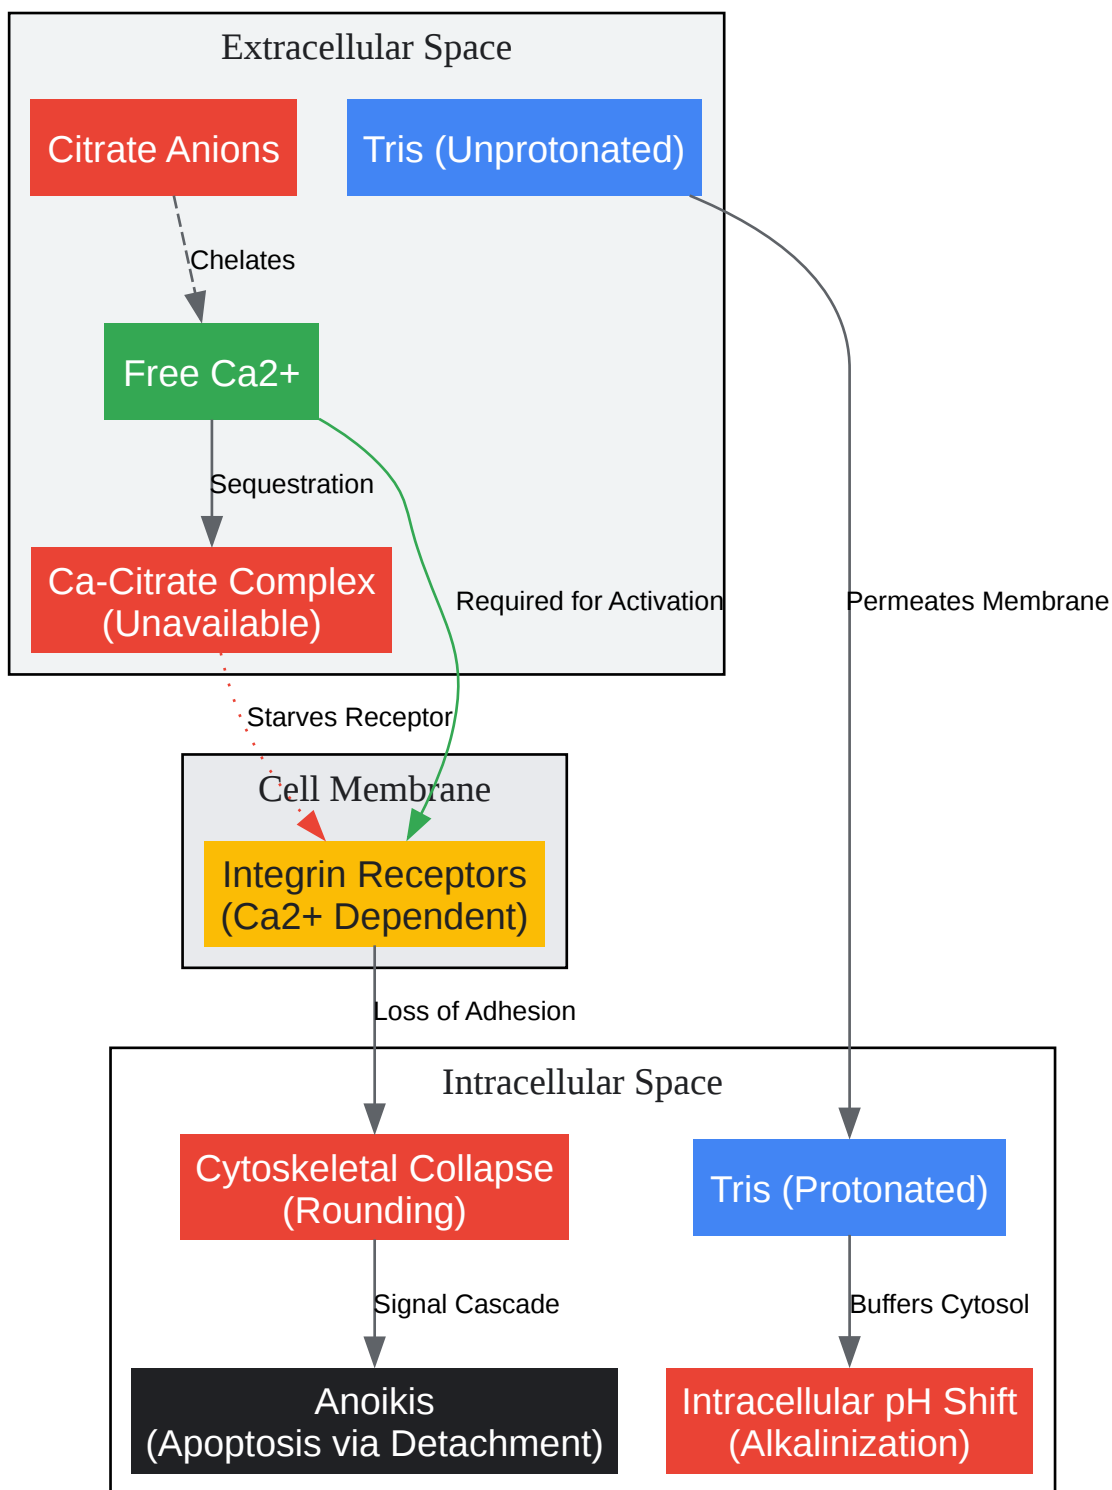 Extracellular Space
Citrate Anions
Tris (Unprotonated)
Chelates
Free Ca2+
Sequestration
Ca-Citrate Complex
(Unavailable)
Required for Activation
Permeates Membrane
Starves Receptor
Cell Membrane
Integrin Receptors
(Ca2+ Dependent)
Loss of Adhesion
Intracellular Space
Cytoskeletal Collapse
(Rounding)
Tris (Protonated)
Signal Cascade
Buffers Cytosol
Anoikis
(Apoptosis via Detachment)
Intracellular pH Shift
(Alkalinization)